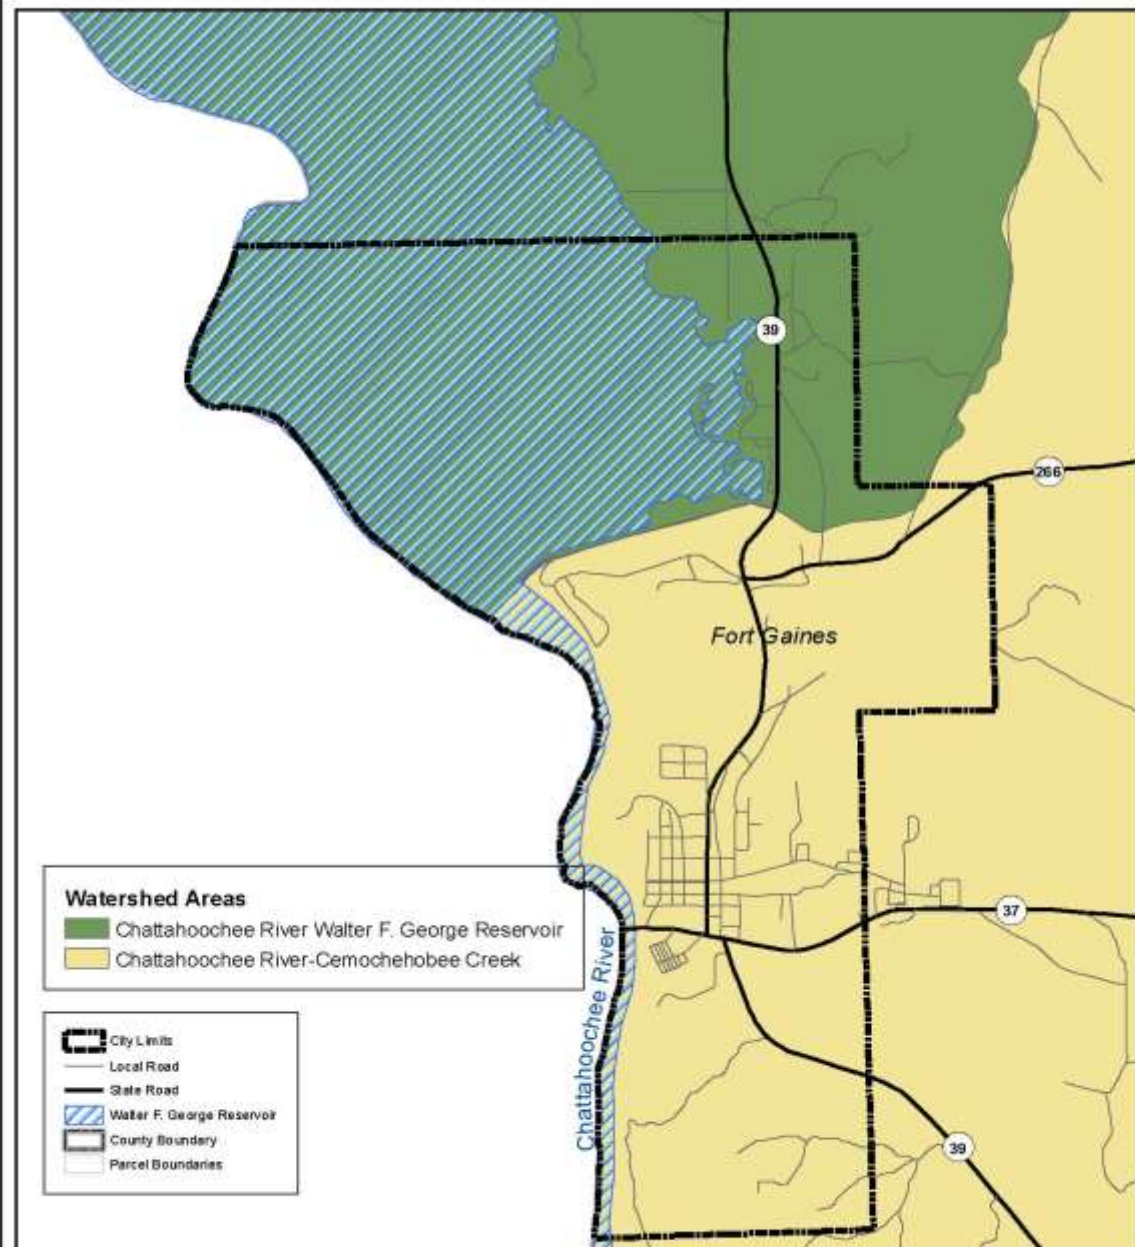 39
266
Fort Gaines
Watershed Areas
Chattahoochee River Walter F. George Reservoir
Chattahoochee River-Cemochehobee Creek
37
Chattahoochee River
City Limits
Local Road
State Road
Walter F. George Reservoir
County Boundary
Parcel Boundaries
39